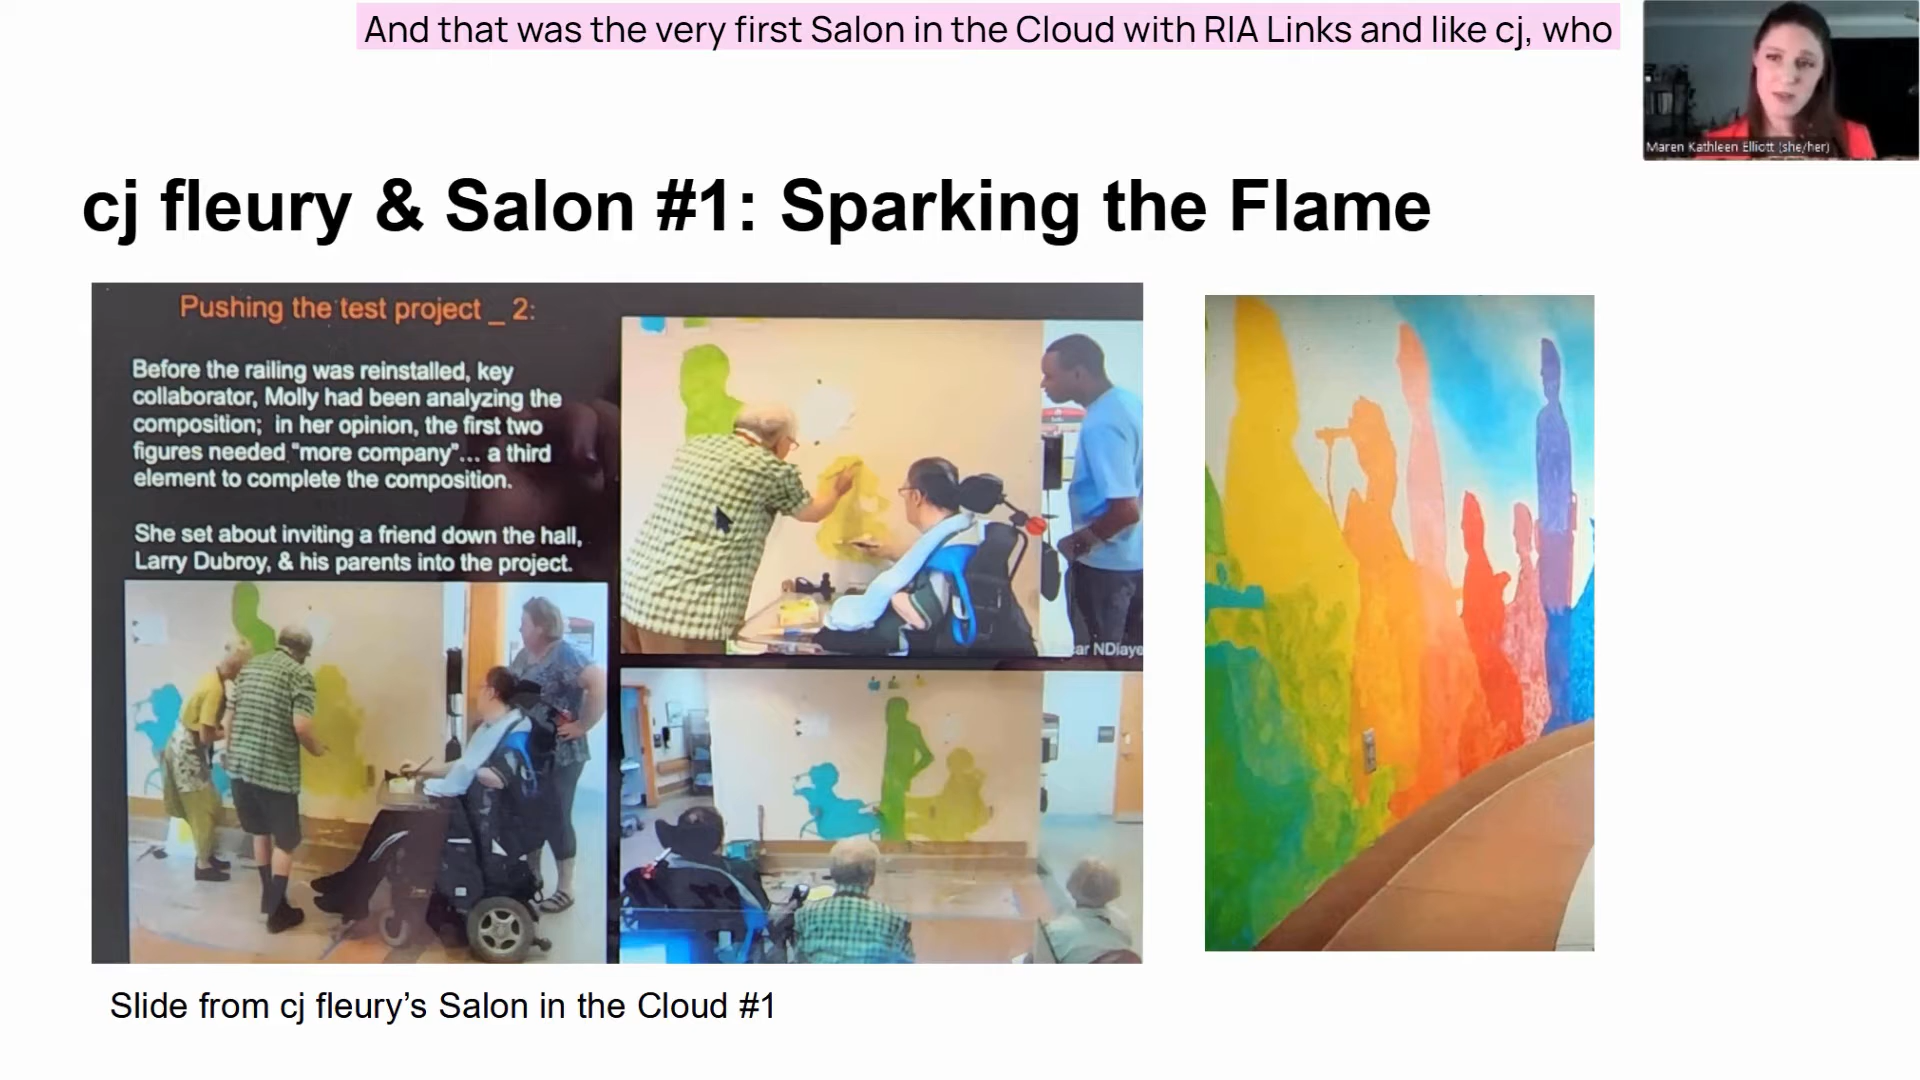 And that was the very first Salon in the Cloud with RIA Links and like cj, who
Maren Kathleen Elliott (she/her)
cj fleury & Salon #1: Sparking the Flame
Pushing the test project _ 2:
Before the railing was reinstalled, key
collaborator, Molly had been analyzing the
composition; in her opinion, the first two
figures needed "more company"... a third
element to complete the composition.
She set about inviting a friend down the hall,
Larry Dubroy, & his parents into the project.
NDiaye
Slide from cj fleury’s Salon in the Cloud #1